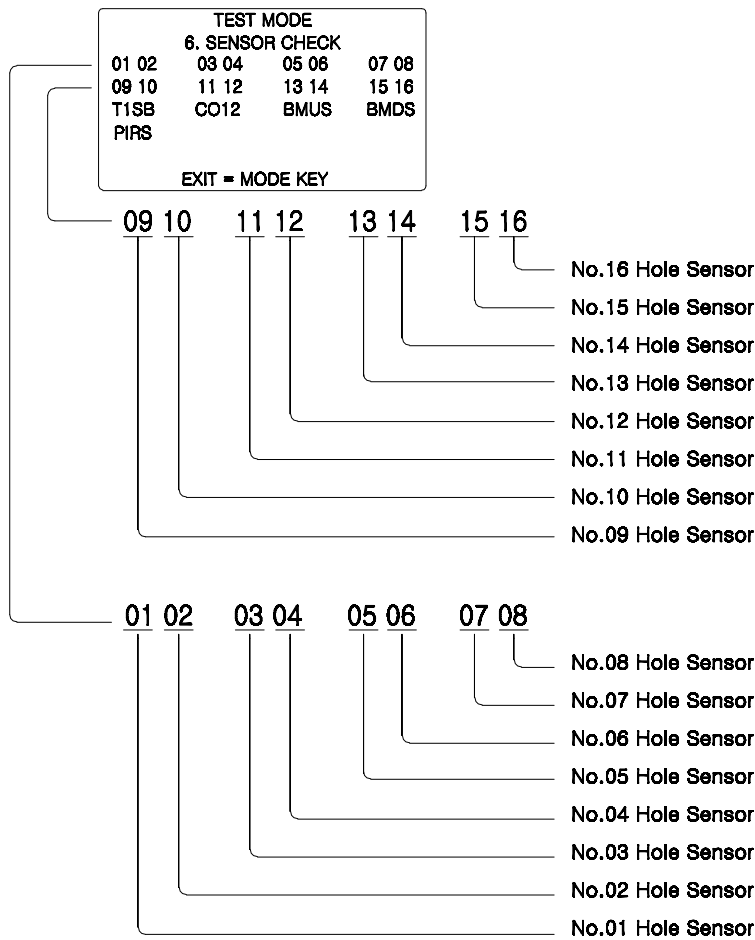 TEST MODE
6. SENSOR CHECK
01 02 03 04 05 06 07 08
09 10 11 12 13 14 15 16
T1SB CO12 BMUS BMDS
PIRS
EXIT = MODE KEY
09 10 11 12 13 14 15 16
No.16 Hole Sensor
No.15 Hole Sensor
No.14 Hole Sensor
No.13 Hole Sensor
No.12 Hole Sensor
No.11 Hole Sensor
No.10 Hole Sensor
No.09 Hole Sensor
01 02 03 04 05 06 07 08
No.08 Hole Sensor
No.07 Hole Sensor
No.06 Hole Sensor
No.05 Hole Sensor
No.04 Hole Sensor
No.03 Hole Sensor
No.02 Hole Sensor
No.01 Hole Sensor